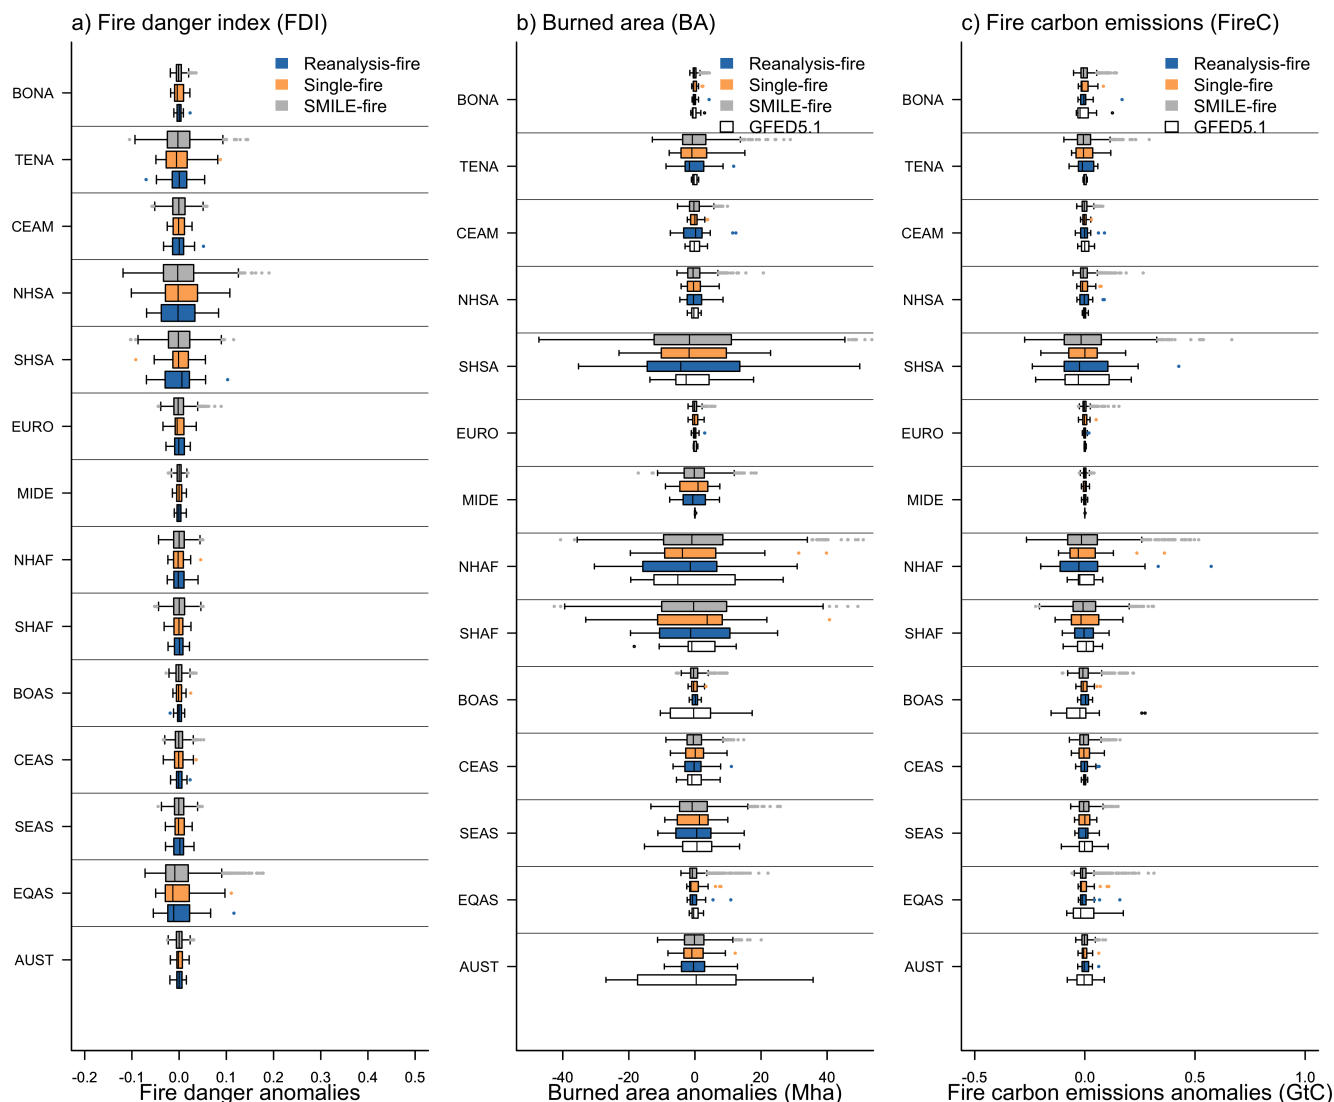 a) Fire danger index (FDI)
Reanalysis-fire
Single-fire
SMILE-fire
BONA
TENA
CEAM
NHSA
SHSA
EURO
MIDE
NHAF
SHAF
BOAS
CEAS
SEAS
EQAS
AUST
-0.2 -0.1 0.0 0.1 0.2 0.3 0.4 0.5
Fire danger anomalies
b) Burned area (BA)
Reanalysis-fire
Single-fire
SMILE-fire
GFED5.1
BONA
TENA
CEAM
NHSA
SHSA
EURO
MIDE
NHAF
SHAF
BOAS
CEAS
SEAS
EQAS
AUST
-40 -20 0 20 40
Burned area anomalies (Mha)
c) Fire carbon emissions (FireC)
Reanalysis-fire
Single-fire
SMILE-fire
GFED5.1
BONA
TENA
CEAM
NHSA
SHSA
EURO
MIDE
NHAF
SHAF
BOAS
CEAS
SEAS
EQAS
AUST
-0.5 0.0 0.5 1.0
Fire carbon emissions anomalies (GtC)